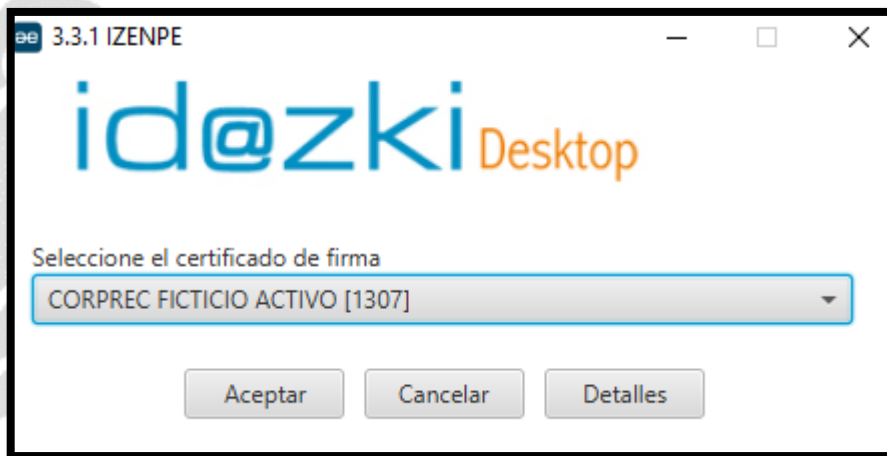 3.3.1 IZENPE
id@zki Desktop
Seleccione el certificado de firma
CORPREC FICTICIO ACTIVO [1307]
Aceptar Cancelar Detalles